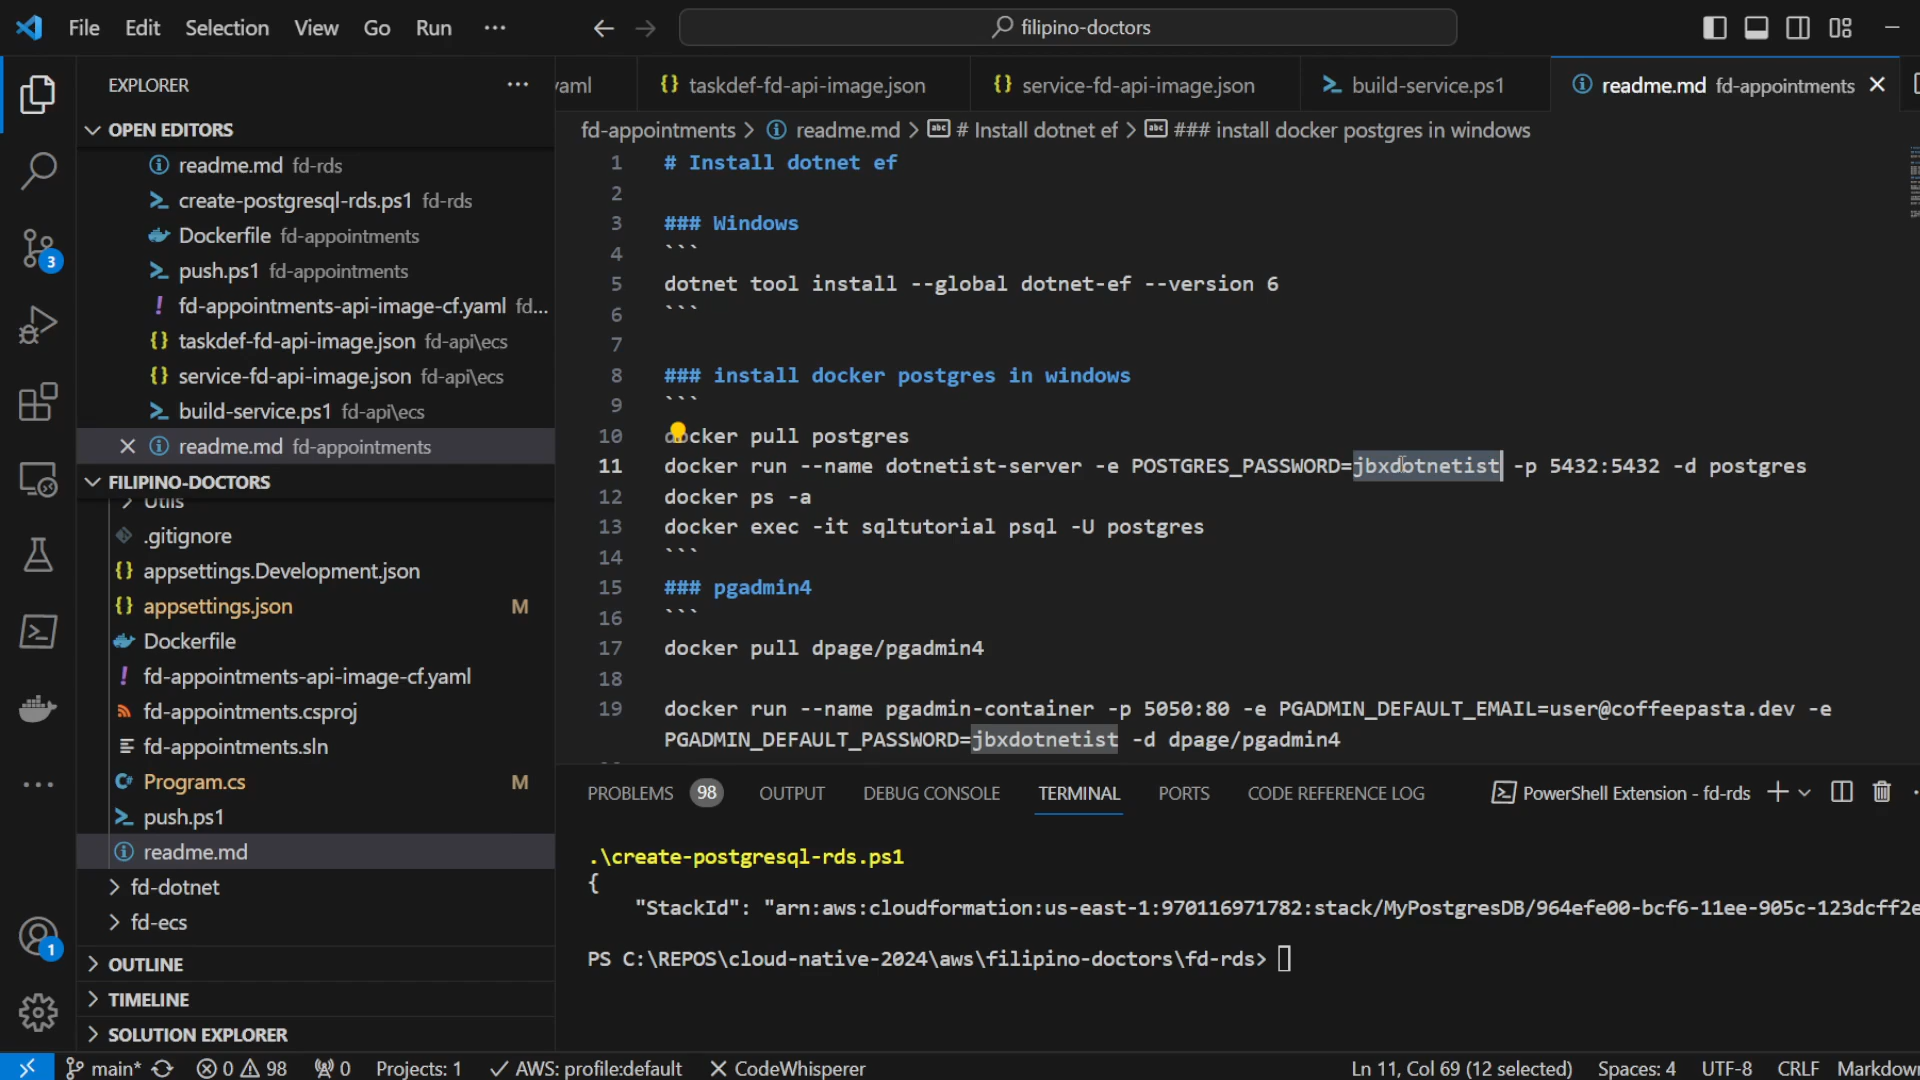 File Edit Selection View Go Run ...
filipino-doctors
EXPLORER
OPEN EDITORS
readme.md fd-rds
create-postgresql-rds.ps1 fd-rds
Dockerfile fd-appointments
push.ps1 fd-appointments
fd-appointments-api-image-cf.yaml fd...
taskdef-fd-api-image.json fd-api\ecs
service-fd-api-image.json fd-api\ecs
build-service.ps1 fd-api\ecs
readme.md fd-appointments
FILIPINO-DOCTORS
Utils
.gitignore
appsettings.Development.json
appsettings.json M
Dockerfile
fd-appointments-api-image-cf.yaml
fd-appointments.csproj
fd-appointments.sln
Program.cs M
push.ps1
readme.md
fd-dotnet
fd-ecs
OUTLINE
TIMELINE
SOLUTION EXPLORER
3
1
yaml taskdef-fd-api-image.json service-fd-api-image.json build-service.ps1 readme.md fd-appointments
fd-appointments > readme.md > # Install dotnet ef > ### install docker postgres in windows
1 # Install dotnet ef
2
3 ### Windows
4 ```
5 dotnet tool install --global dotnet-ef --version 6
6 ```
7
8 ### install docker postgres in windows
9 ```
10 docker pull postgres
11 docker run --name dotnetist-server -e POSTGRES_PASSWORD=jbxdotnetist -p 5432:5432 -d postgres
12 docker ps -a
13 docker exec -it sqltutorial psql -U postgres
14 ```
15 ### pgadmin4
16 ```
17 docker pull dpage/pgadmin4
18
19 docker run --name pgadmin-container -p 5050:80 -e PGADMIN_DEFAULT_EMAIL=user@coffeepasta.dev -e
PGADMIN_DEFAULT_PASSWORD=jbxdotnetist -d dpage/pgadmin4
PROBLEMS 98 OUTPUT DEBUG CONSOLE TERMINAL PORTS CODE REFERENCE LOG PowerShell Extension - fd-rds
.\create-postgresql-rds.ps1
{
"StackId": "arn:aws:cloudformation:us-east-1:970116971782:stack/MyPostgresDB/964efe00-bcf6-11ee-905c-123dcff2e
PS C:\REPOS\cloud-native-2024\aws\filipino-doctors\fd-rds>
main* 0 98 0 Projects: 1 AWS: profile:default CodeWhisperer Ln 11, Col 69 (12 selected) Spaces: 4 UTF-8 CRLF Markdown